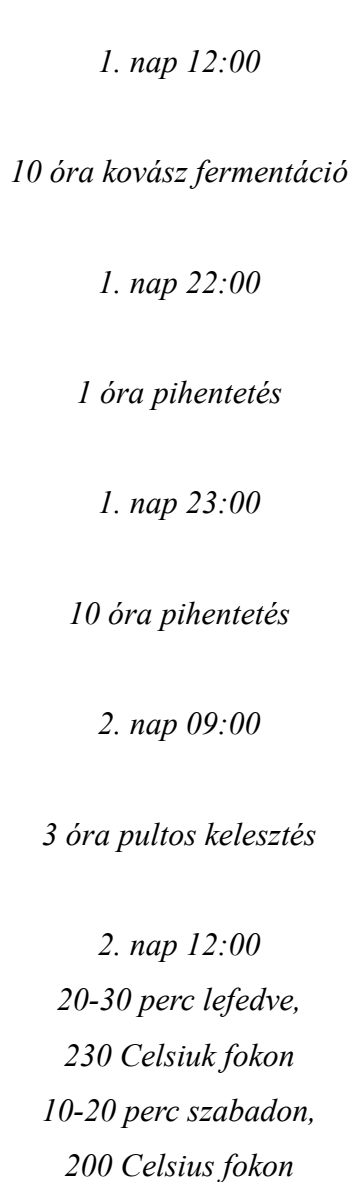 1. nap 12:00
10 óra kovász fermentáció
1. nap 22:00
1 óra pihentetés
1. nap 23:00
10 óra pihentetés
2. nap 09:00
3 óra pultos kelesztés
2. nap 12:00
20-30 perc lefedve,
230 Celsiuk fokon
10-20 perc szabadon,
200 Celsius fokon